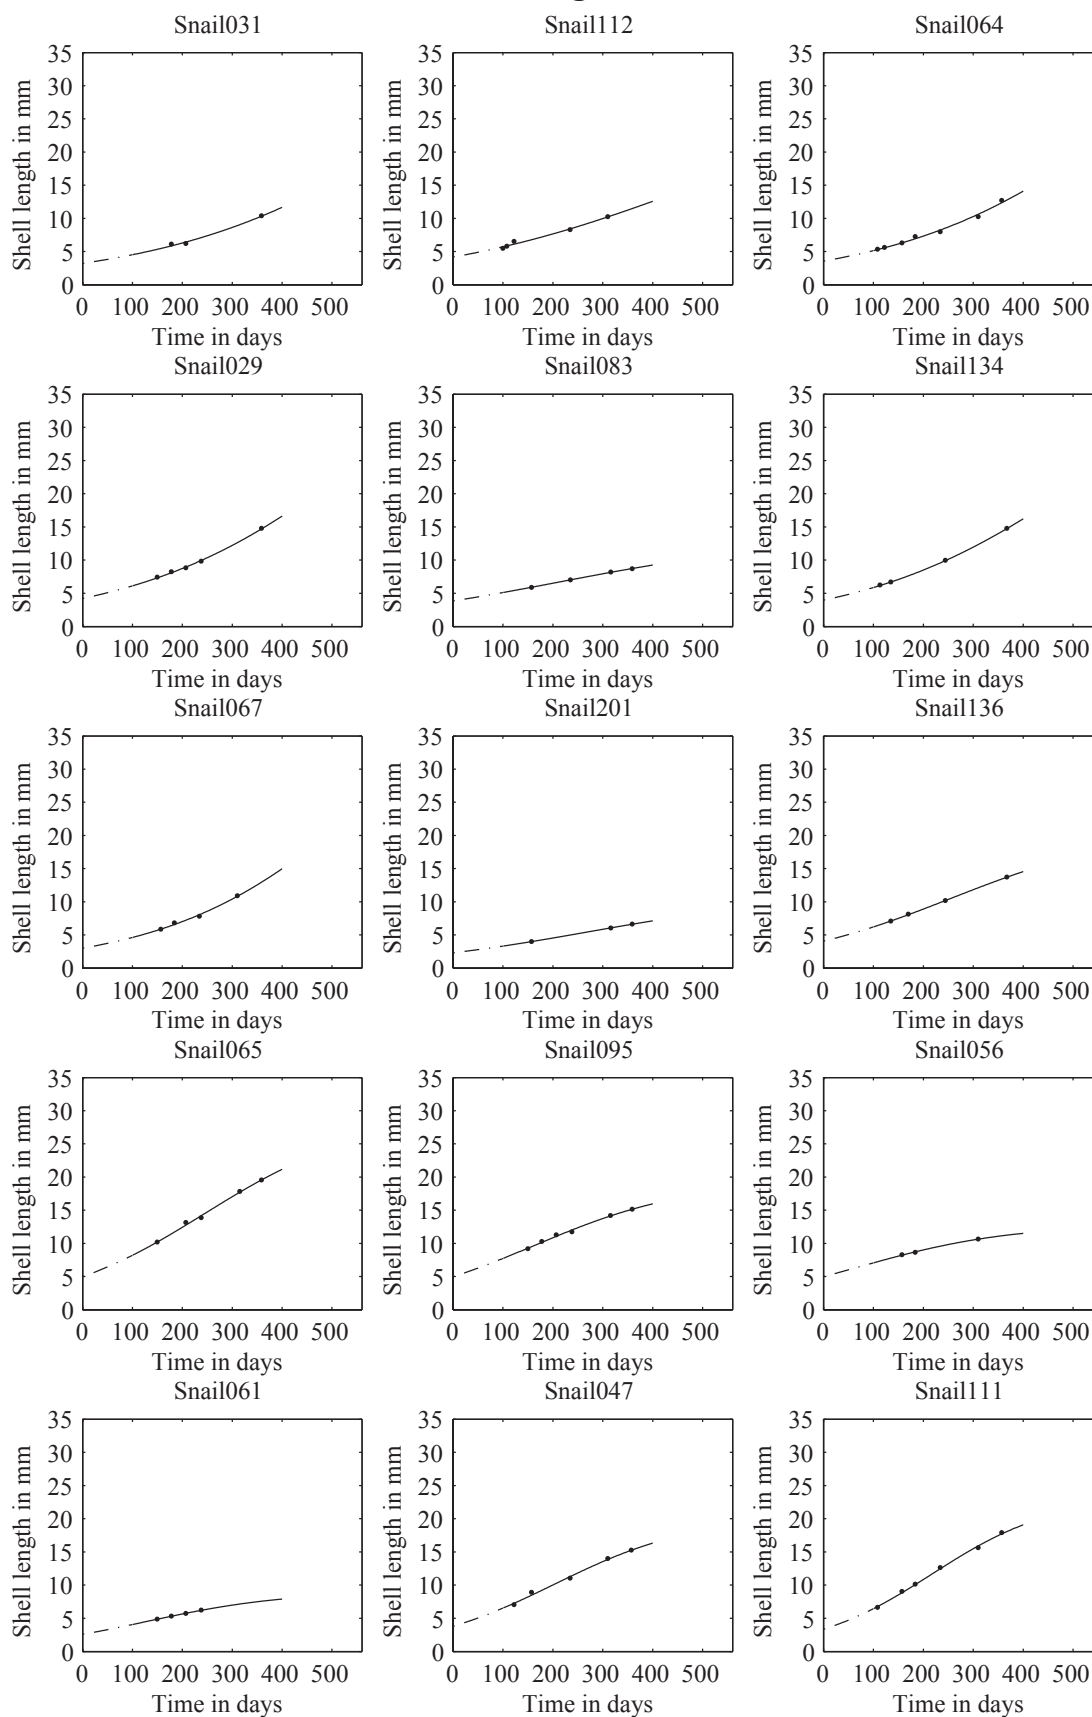 Snail031 Snail112 Snail064
35 35 35
30 30 30
25 25 25
20 20 20
15 15 15
10 10 10
5 5 5
0 0 0
Shell length in mm Shell length in mm Shell length in mm
0 100 200 300 400 500 0 100 200 300 400 500 0 100 200 300 400 500
Time in days Time in days Time in days
Snail029 Snail083 Snail134
35 35 35
30 30 30
25 25 25
20 20 20
15 15 15
10 10 10
5 5 5
0 0 0
Shell length in mm Shell length in mm Shell length in mm
0 100 200 300 400 500 0 100 200 300 400 500 0 100 200 300 400 500
Time in days Time in days Time in days
Snail067 Snail201 Snail136
35 35 35
30 30 30
25 25 25
20 20 20
15 15 15
10 10 10
5 5 5
0 0 0
Shell length in mm Shell length in mm Shell length in mm
0 100 200 300 400 500 0 100 200 300 400 500 0 100 200 300 400 500
Time in days Time in days Time in days
Snail065 Snail095 Snail056
35 35 35
30 30 30
25 25 25
20 20 20
15 15 15
10 10 10
5 5 5
0 0 0
Shell length in mm Shell length in mm Shell length in mm
0 100 200 300 400 500 0 100 200 300 400 500 0 100 200 300 400 500
Time in days Time in days Time in days
Snail061 Snail047 Snail111
35 35 35
30 30 30
25 25 25
20 20 20
15 15 15
10 10 10
5 5 5
0 0 0
Shell length in mm Shell length in mm Shell length in mm
0 100 200 300 400 500 0 100 200 300 400 500 0 100 200 300 400 500
Time in days Time in days Time in days